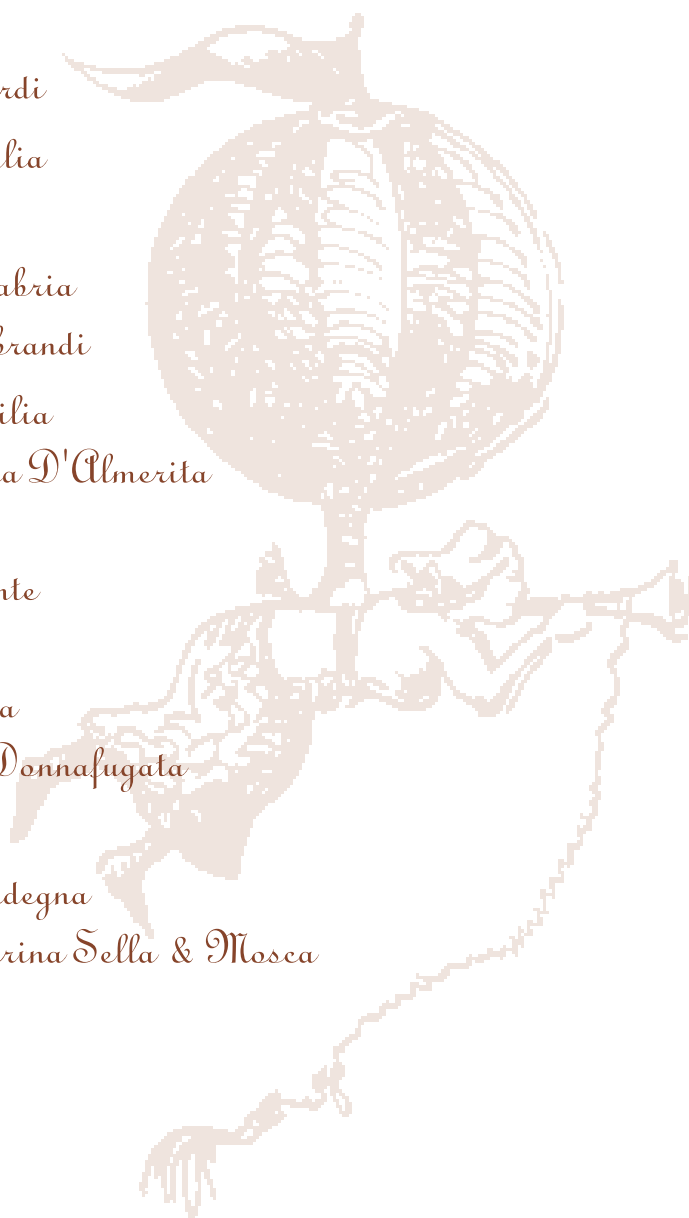 rdi
lia
abria
brandi
ilia
a D'Almerita
nte
a
Donnafugata
degna
rina Sella & Mosca